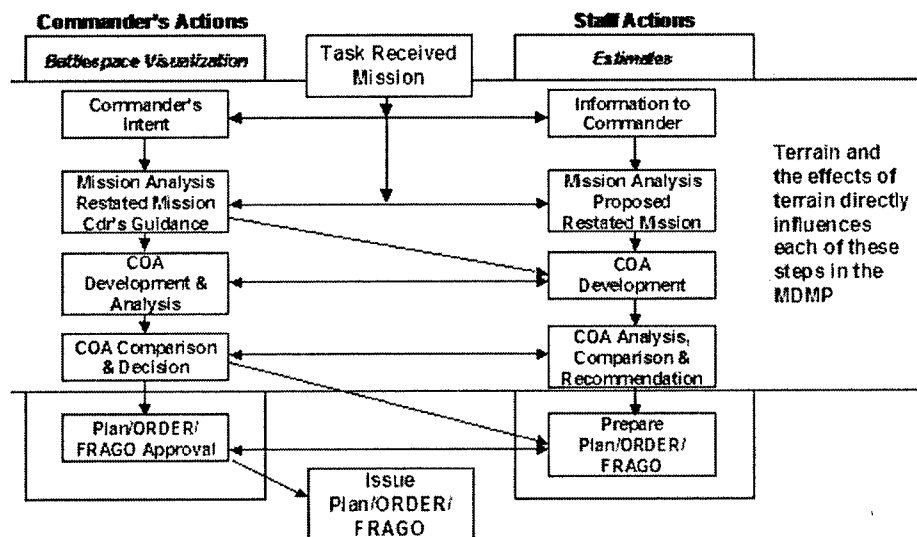 Commander's Actions
Battlespace Visualization
Task Received
Mission
Staff Actions
Estimates
Commander's
Intent
Information to
Commander
Mission Analysis
Restated Mission
Cdr's Guidance
Mission Analysis
Proposed
Restated Mission
COA
Development &
Analysis
COA
Development
COA Comparison
& Decision
COA Analysis,
Comparison &
Recommendation
Plan/ORDER/
FRAGO Approval
Prepare
Plan/ORDER/
FRAGO
Issue
Plan/ORDER/
FRAGO
Terrain and
the effects of
terrain directly
influences
each of these
steps in the
MDMP